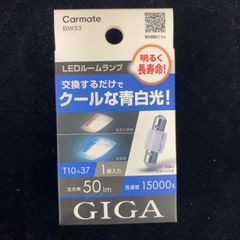 Carmate
BW33
LEDルームランプ
明るく
長寿命!
交換するだけで
クールな青白光!
T10×37
1個入り
全光束 50lm
色温度 15000K
GIGA